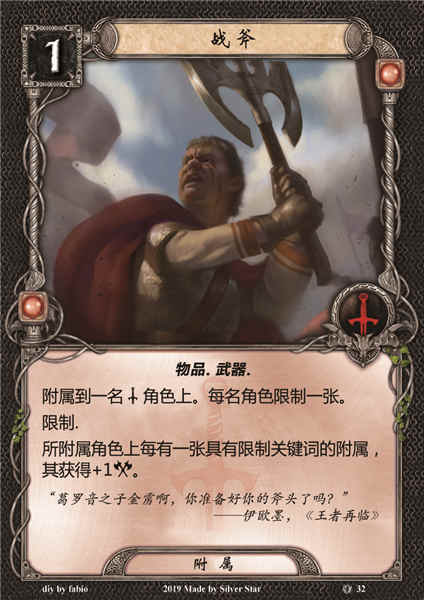 1
战斧
物品. 武器.
附属到一名角色上。每名角色限制一张。
限制.
所附属角色上每有一张具有限制关键词的附属，
其获得+1。
“葛罗音之子金雳啊，你准备好你的斧头了吗？”
——伊欧墨，《王者再临》
附属
diy by fabio 2019 Made by Silver Star 32